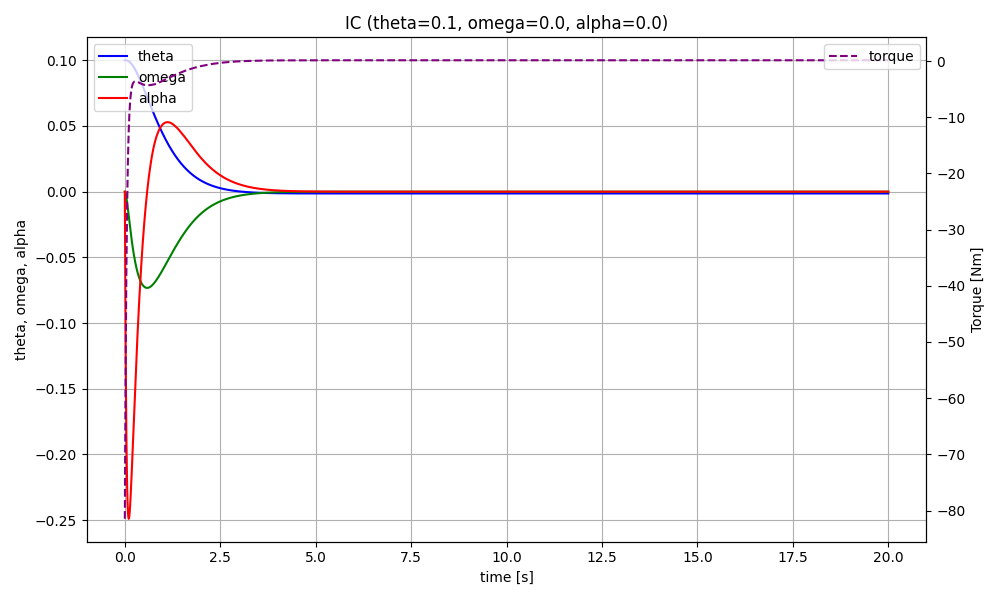 IC (theta=0.1, omega=0.0, alpha=0.0)
theta
omega
alpha
torque
0.10
0.05
0.00
−0.05
−0.10
−0.15
−0.20
−0.25
theta, omega, alpha
0
−10
−20
−30
−40
−50
−60
−70
−80
Torque [Nm]
0.0 2.5 5.0 7.5 10.0 12.5 15.0 17.5 20.0
time [s]